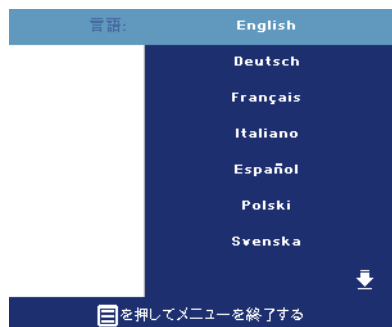 言語: English
Deutsch
Français
Italiano
Español
Polski
Svenska
を押してメニューを終了する